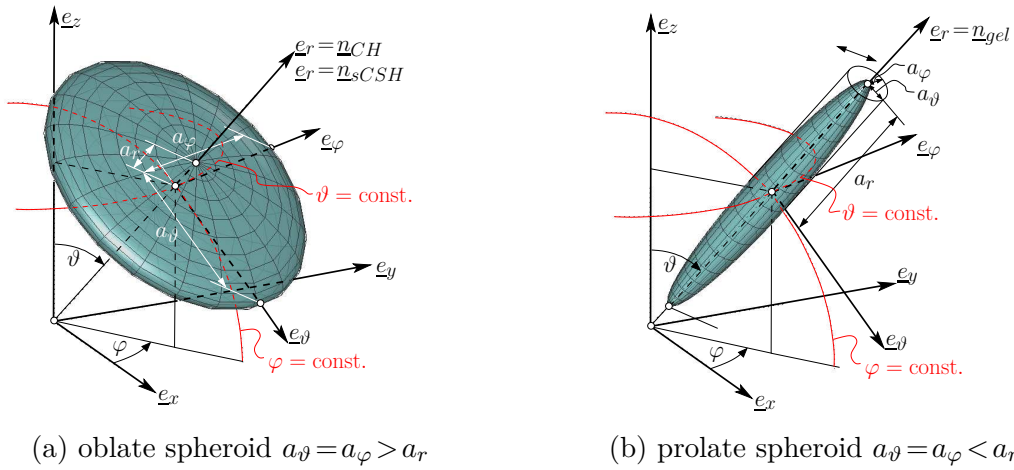 e_z
e_r = n_CH
e_r = n_sCSH
e_φ
a_φ
a_r
ϑ = const.
a_ϑ
ϑ
e_y
e_ϑ
φ
φ = const.
e_x
(a) oblate spheroid a_ϑ = a_φ > a_r
e_z
e_r = n_gel
a_φ
a_ϑ
e_φ
a_r
ϑ = const.
ϑ
e_y
e_ϑ
φ
φ = const.
e_x
(b) prolate spheroid a_ϑ = a_φ < a_r